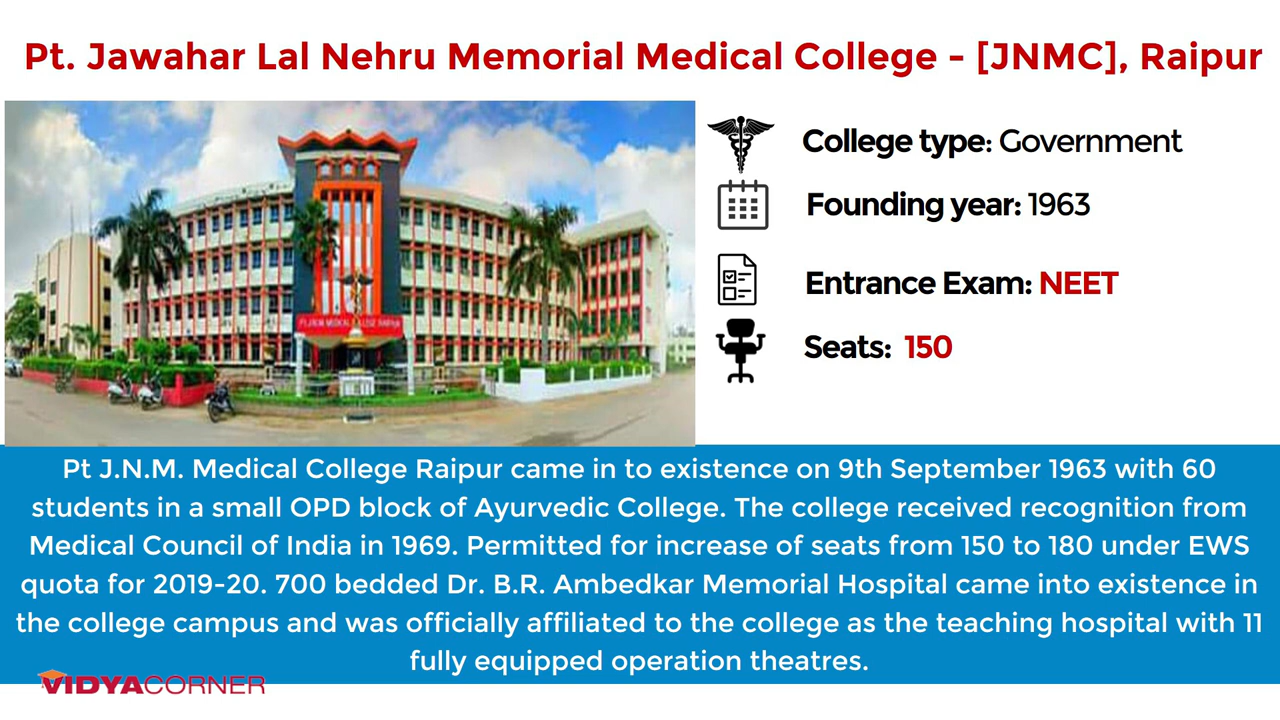 Pt. Jawahar Lal Nehru Memorial Medical College - [JNMC], Raipur
College type: Government
Founding year: 1963
Entrance Exam: NEET
Seats: 150
PT. J.N.M. MEDICAL COLLEGE RAIPUR
Pt J.N.M. Medical College Raipur came in to existence on 9th September 1963 with 60
students in a small OPD block of Ayurvedic College. The college received recognition from
Medical Council of India in 1969. Permitted for increase of seats from 150 to 180 under EWS
quota for 2019-20. 700 bedded Dr. B.R. Ambedkar Memorial Hospital came into existence in
the college campus and was officially affiliated to the college as the teaching hospital with 11
fully equipped operation theatres.
VIDYACORNER